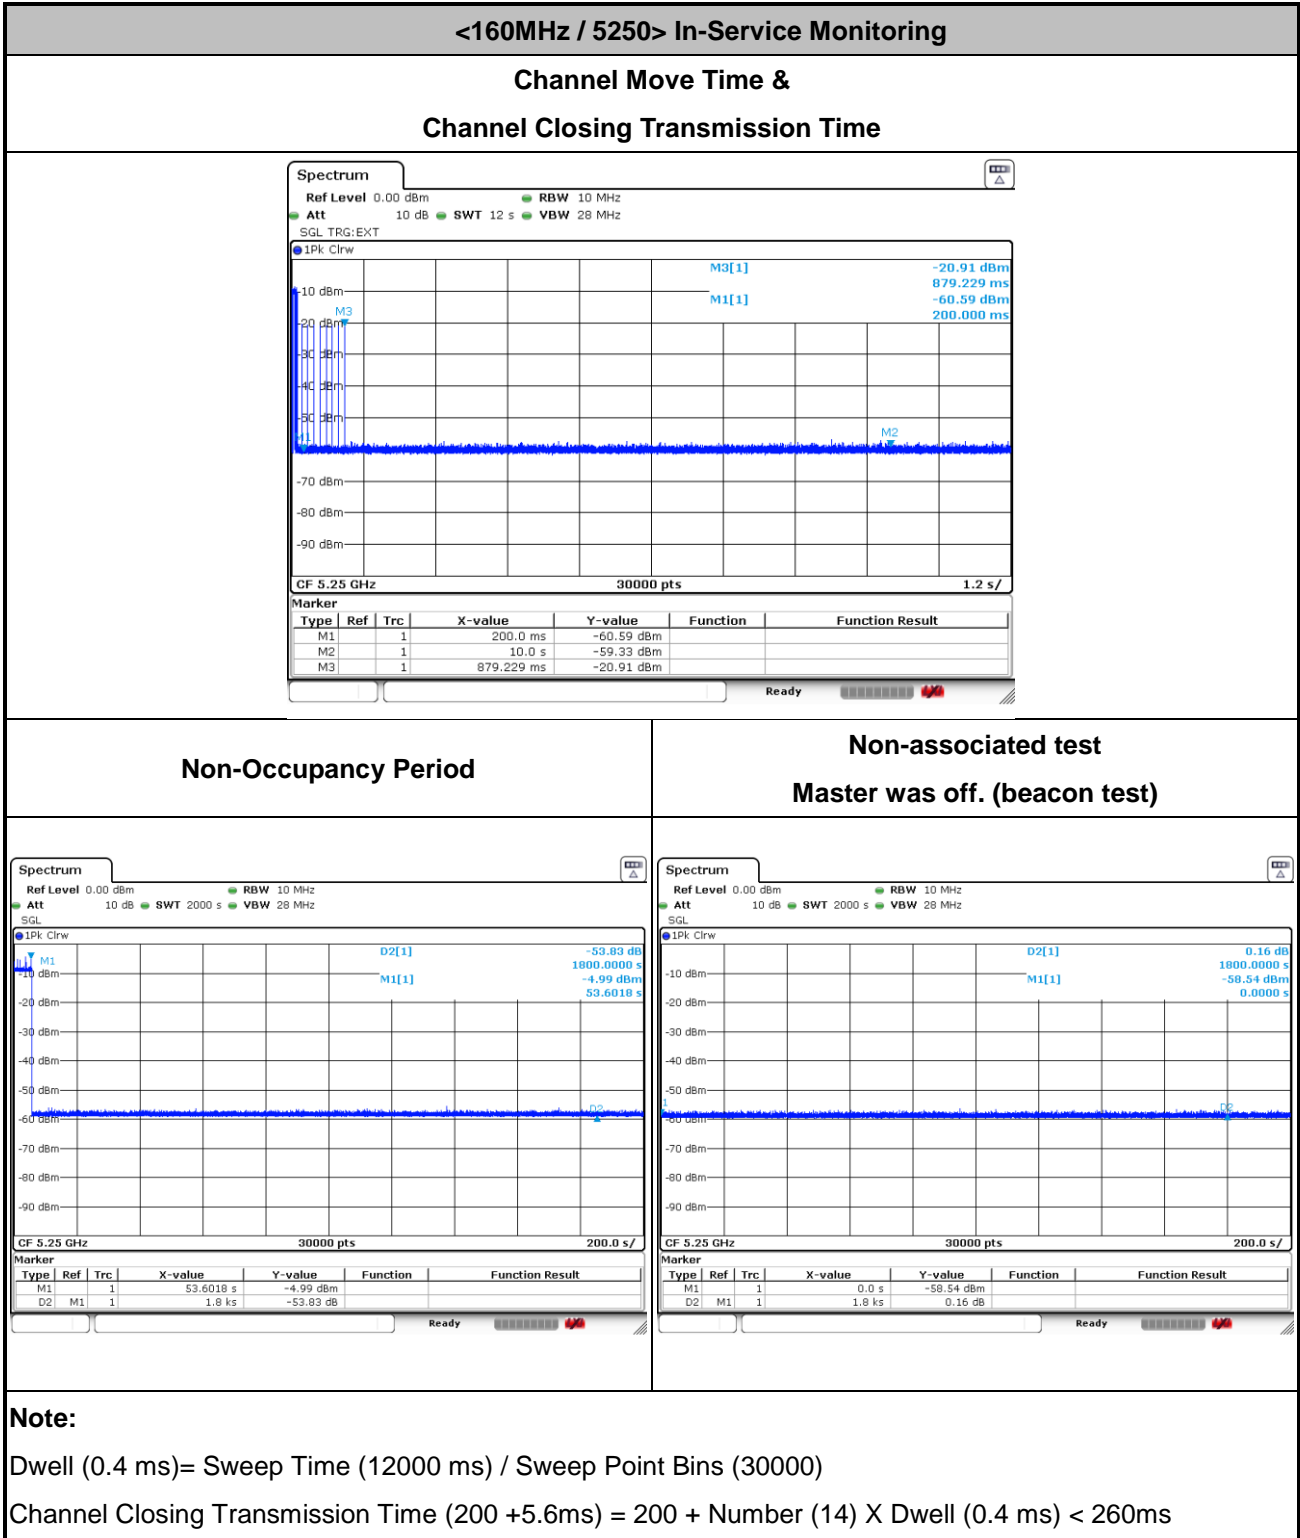 <160MHz / 5250> In-Service Monitoring
Channel Move Time &
Channel Closing Transmission Time
Spectrum
Ref Level 0.00 dBm RBW 10 MHz
Att 10 dB SWT 12 s VBW 28 MHz
SGL TRG:EXT
1Pk Clrw
M3[1] -20.91 dBm
879.229 ms
-10 dBm
M1[1] -60.59 dBm
200.000 ms
M3
-20 dBm
-30 dBm
-40 dBm
-50 dBm
M1
M2
-70 dBm
-80 dBm
-90 dBm
CF 5.25 GHz 30000 pts 1.2 s/
Marker
Type Ref Trc X-value Y-value Function Function Result
M1 1 200.0 ms -60.59 dBm
M2 1 10.0 s -59.33 dBm
M3 1 879.229 ms -20.91 dBm
Ready
Non-Occupancy Period
Non-associated test
Master was off. (beacon test)
Spectrum
Ref Level 0.00 dBm RBW 10 MHz
Att 10 dB SWT 2000 s VBW 28 MHz
SGL
1Pk Clrw
D2[1] -53.83 dB
1800.0000 s
M1
-10 dBm
M1[1] -4.99 dBm
53.6018 s
-20 dBm
-30 dBm
-40 dBm
-50 dBm
D2
-60 dBm
-70 dBm
-80 dBm
-90 dBm
CF 5.25 GHz 30000 pts 200.0 s/
Marker
Type Ref Trc X-value Y-value Function Function Result
M1 1 53.6018 s -4.99 dBm
D2 M1 1 1.8 ks -53.83 dB
Ready
Spectrum
Ref Level 0.00 dBm RBW 10 MHz
Att 10 dB SWT 2000 s VBW 28 MHz
SGL
1Pk Clrw
D2[1] 0.16 dB
1800.0000 s
-10 dBm
M1[1] -58.54 dBm
0.0000 s
-20 dBm
-30 dBm
-40 dBm
-50 dBm
1
D2
-60 dBm
-70 dBm
-80 dBm
-90 dBm
CF 5.25 GHz 30000 pts 200.0 s/
Marker
Type Ref Trc X-value Y-value Function Function Result
M1 1 0.0 s -58.54 dBm
D2 M1 1 1.8 ks 0.16 dB
Ready
Note:
Dwell (0.4 ms)= Sweep Time (12000 ms) / Sweep Point Bins (30000)
Channel Closing Transmission Time (200 +5.6ms) = 200 + Number (14) X Dwell (0.4 ms) < 260ms